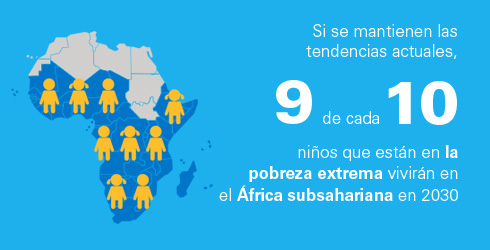 Si se mantienen las
tendencias actuales,
9 de cada 10
niños que están en la
pobreza extrema vivirán en
el África subsahariana en 2030